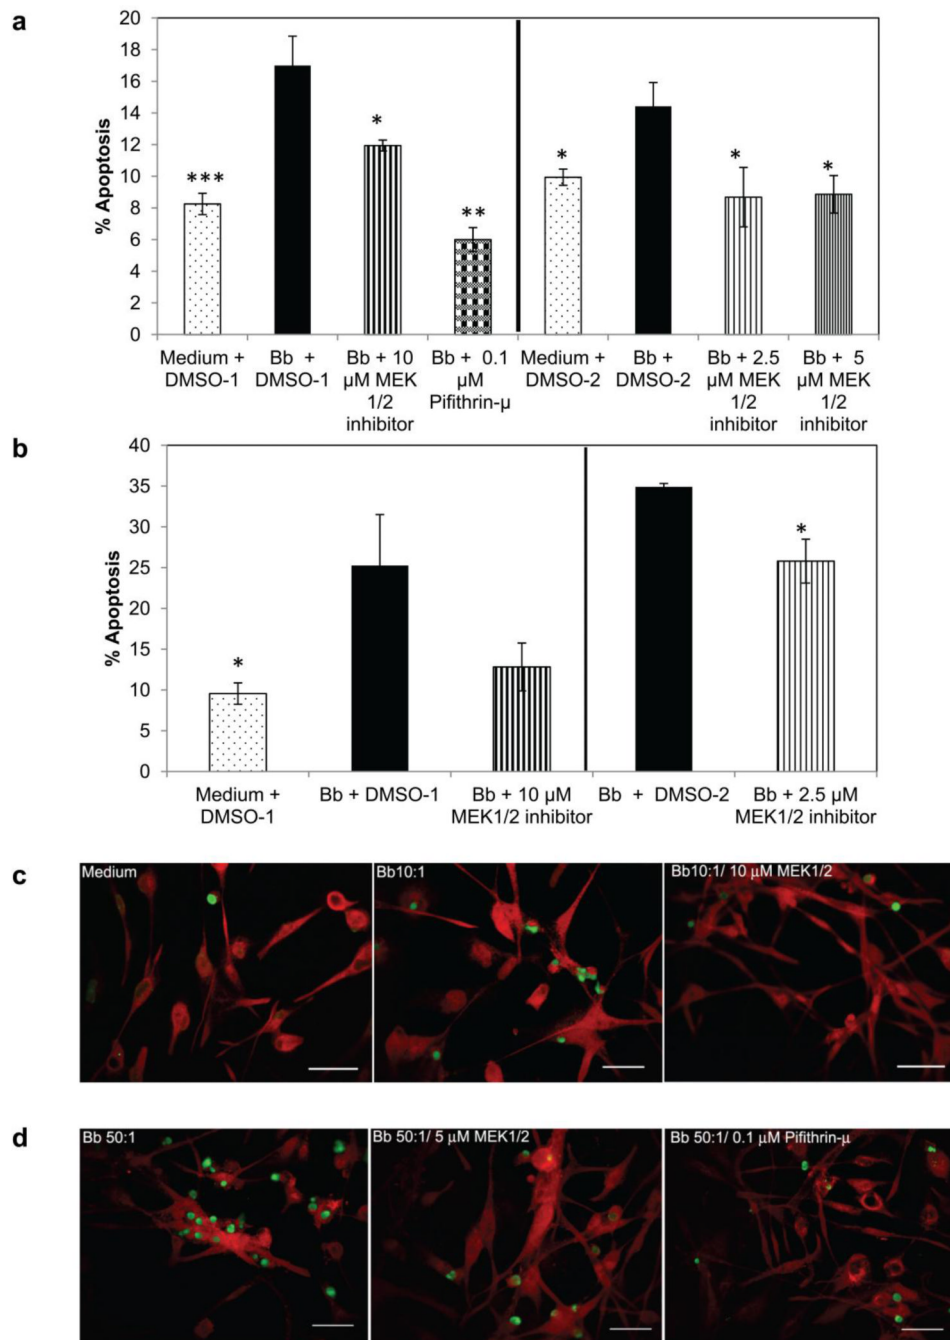 a
20
18
16
14
12
10
8
6
4
2
0
% Apoptosis
***
*
**
*
*
*
Medium +
DMSO-1
Bb +
DMSO-1
Bb + 10
µM MEK
1/2
inhibitor
Bb + 0.1
µM
Pifithrin-µ
Medium +
DMSO-2
Bb +
DMSO-2
Bb + 2.5
µM MEK
1/2
inhibitor
Bb + 5
µM MEK
1/2
inhibitor
b
40
35
30
25
20
15
10
5
0
% Apoptosis
*
*
Medium +
DMSO-1
Bb + DMSO-1
Bb + 10 µM
MEK1/2 inhibitor
Bb + DMSO-2
Bb + 2.5 µM
MEK1/2 inhibitor
c
Medium
Bb10:1
Bb10:1/ 10 µM MEK1/2
d
Bb 50:1
Bb 50:1/ 5 µM MEK1/2
Bb 50:1/ 0.1 µM Pifithrin-µ